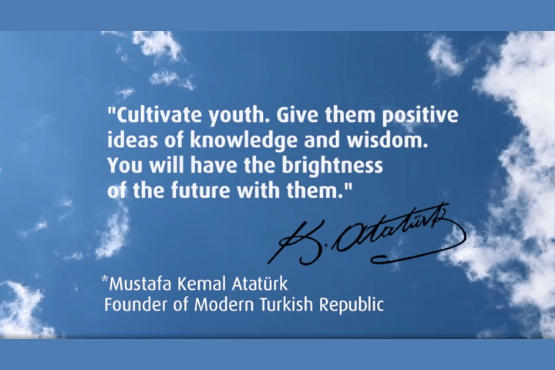 "Cultivate youth. Give them positive
ideas of knowledge and wisdom.
You will have the brightness
of the future with them."
K. Atatürk
*Mustafa Kemal Atatürk
Founder of Modern Turkish Republic